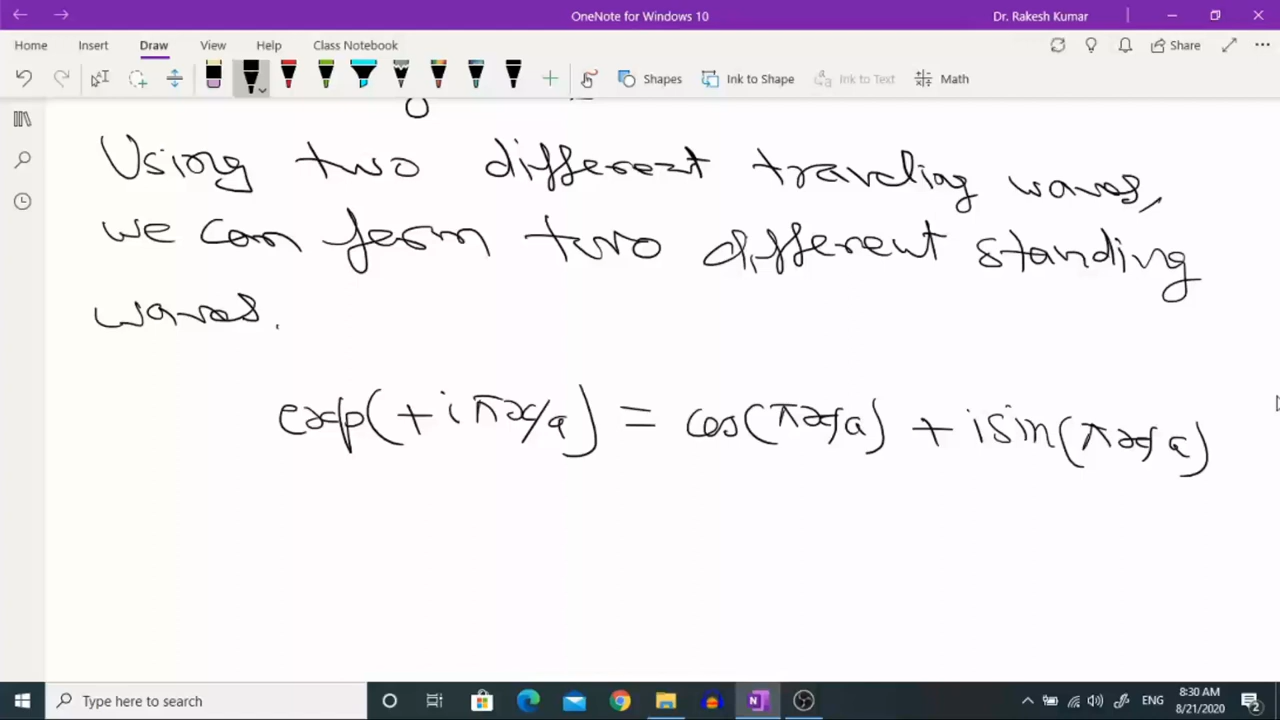 OneNote for Windows 10
Dr. Rakesh Kumar
Home Insert Draw View Help Class Notebook
Share
Shapes Ink to Shape Ink to Text Math
Using two different traveling waves,
we can form two different standing
waves.
exp(+iπx/a) = cos(πx/a) + isin(πx/a)
Type here to search
ENG
8:30 AM
8/21/2020
2